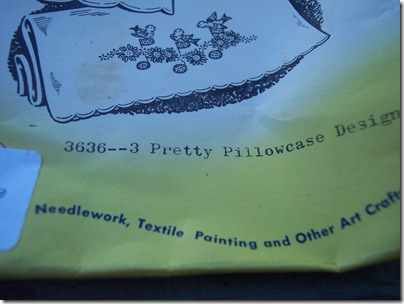 3636--3 Pretty Pillowcase Design
Needlework, Textile Painting and Other Art Craft